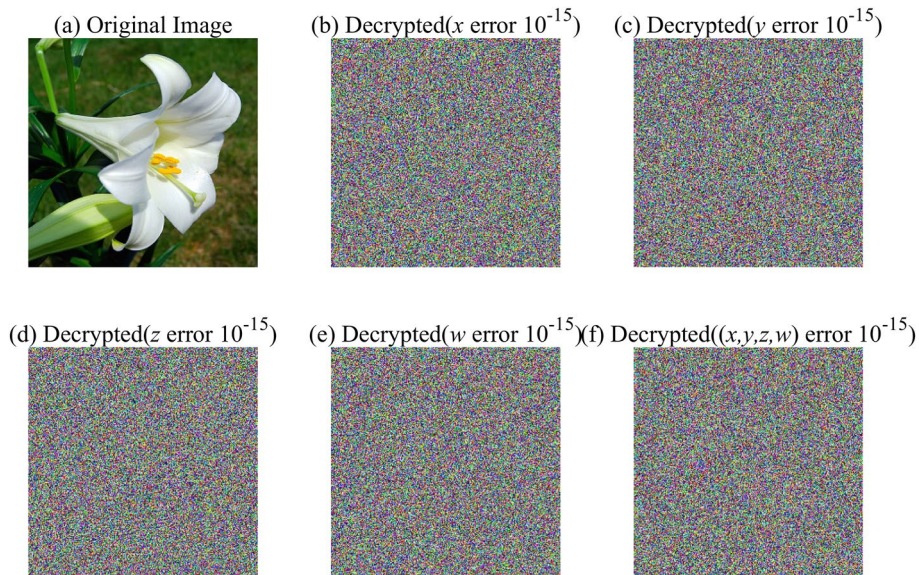 (a) Original Image
(b) Decrypted(x error 10⁻¹⁵)
(c) Decrypted(y error 10⁻¹⁵)
(d) Decrypted(z error 10⁻¹⁵)
(e) Decrypted(w error 10⁻¹⁵)
(f) Decrypted((x,y,z,w) error 10⁻¹⁵)